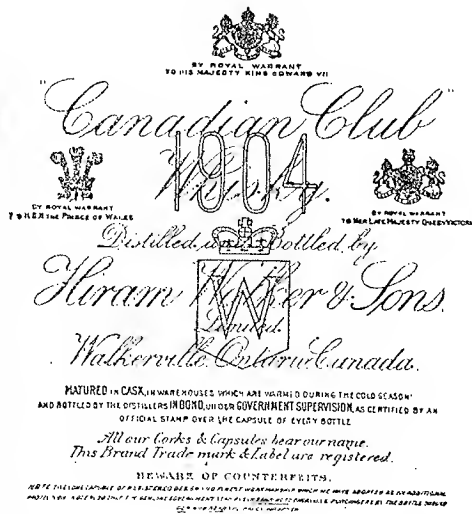 BY ROYAL WARRANT
TO HIS MAJESTY KING EDWARD VII
"Canadian Club"
1904
Whisky.
BY ROYAL WARRANT
TO H.R.H. THE PRINCE OF WALES
BY ROYAL WARRANT
TO HER LATE MAJESTY QUEEN VICTORIA
Distilled and Bottled by
Hiram Walker & Sons.
Limited.
W
Walkerville, Ontario, Canada.
MATURED IN CASK, IN WAREHOUSES WHICH ARE WARMED DURING THE COLD SEASON
AND BOTTLED BY THE DISTILLERS IN BOND, UNDER GOVERNMENT SUPERVISION, AS CERTIFIED BY AN
OFFICIAL STAMP OVER THE CAPSULE OF EVERY BOTTLE
All our Corks & Capsules bear our name.
This Brand Trade mark & Label are registered.
BEWARE OF COUNTERFEITS.